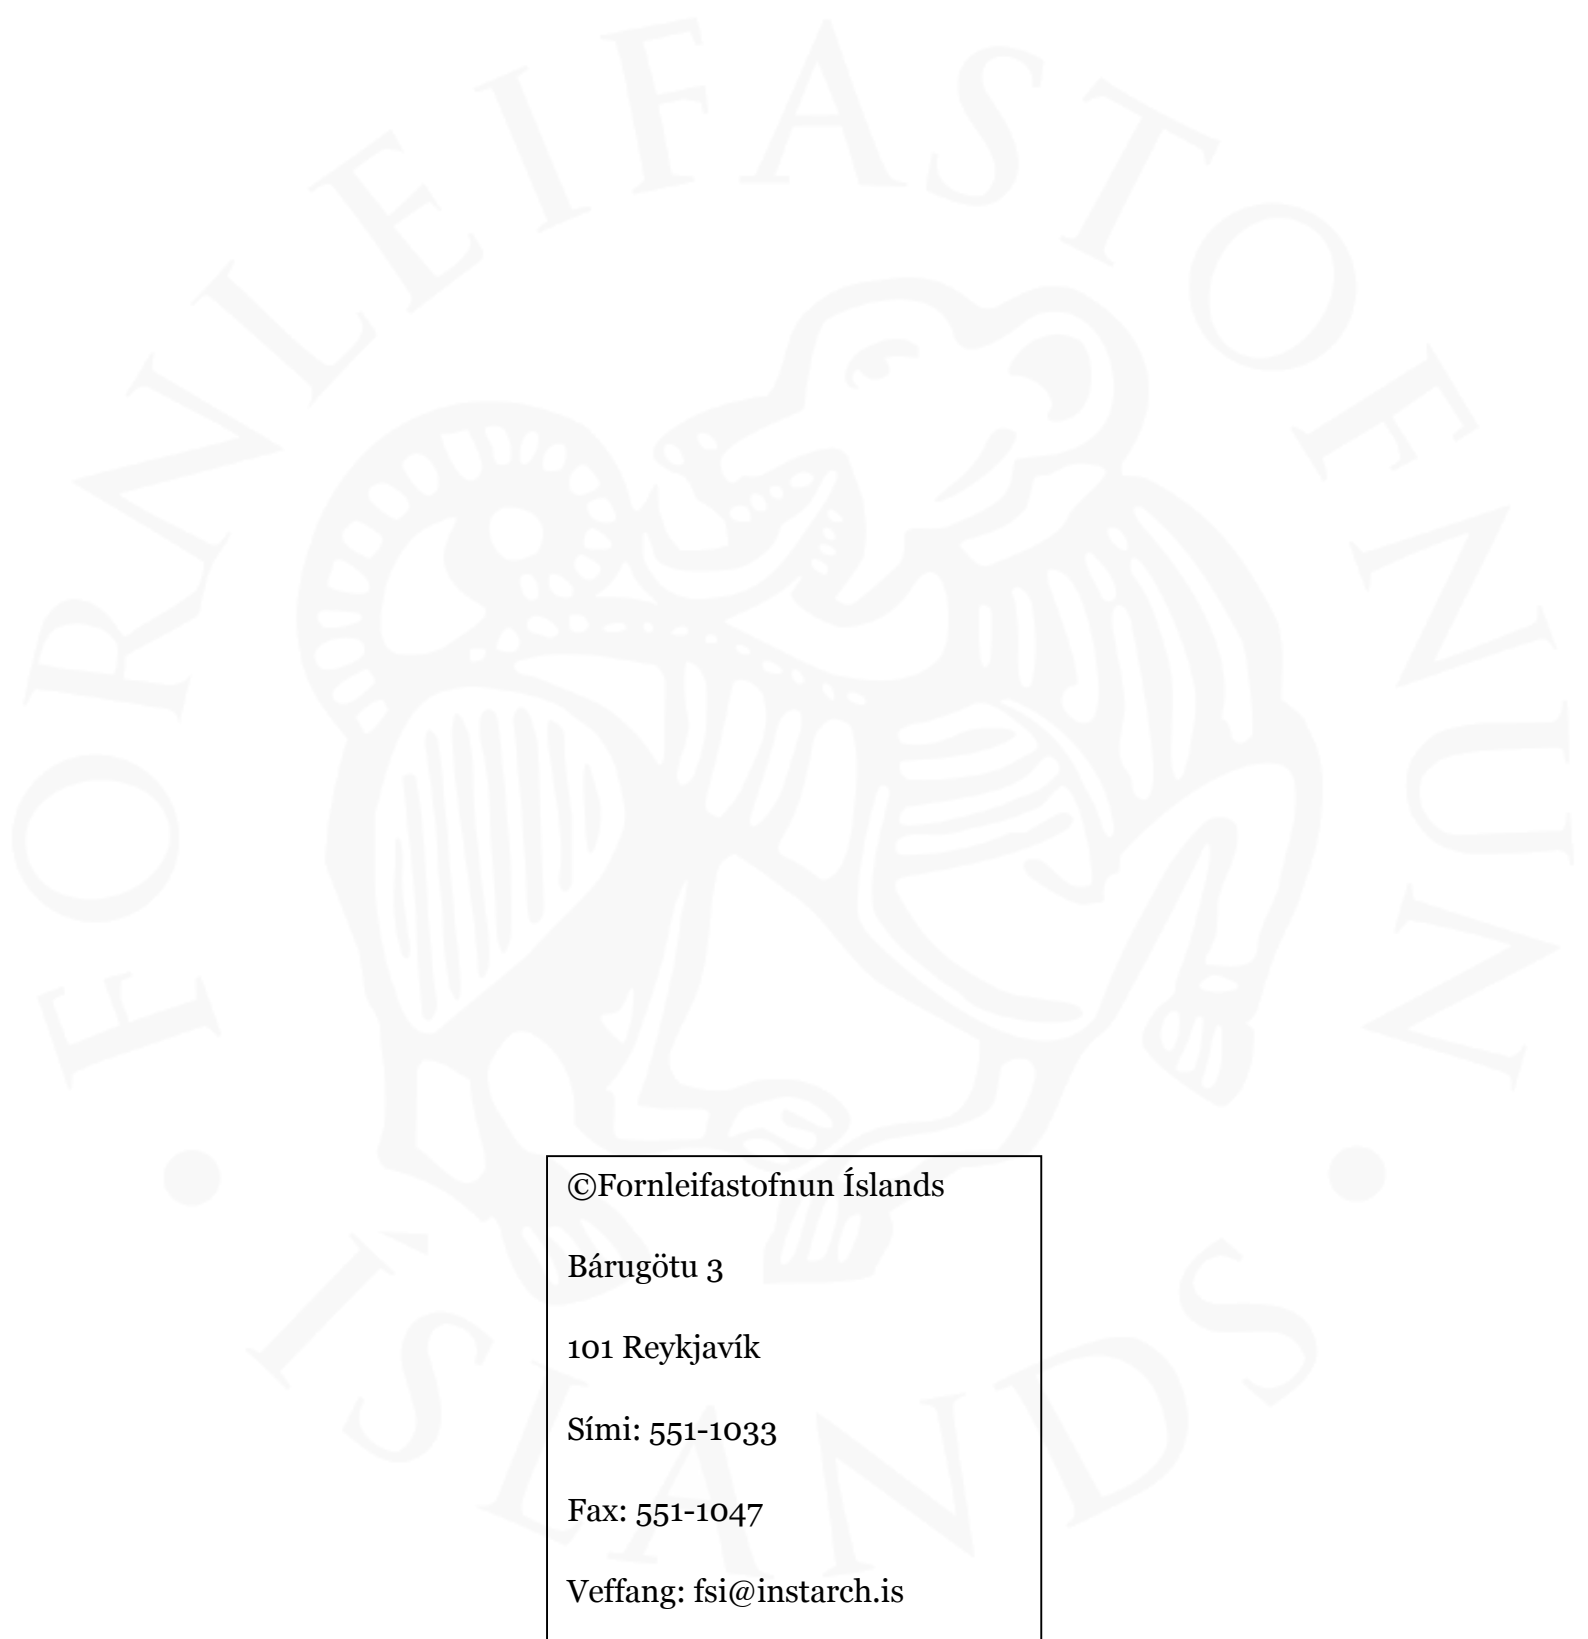 · FORNLEIFASTOFNUN ·
ÍSLANDS
©Fornleifastofnun Íslands
Bárugötu 3
101 Reykjavík
Sími: 551-1033
Fax: 551-1047
Veffang: fsi@instarch.is